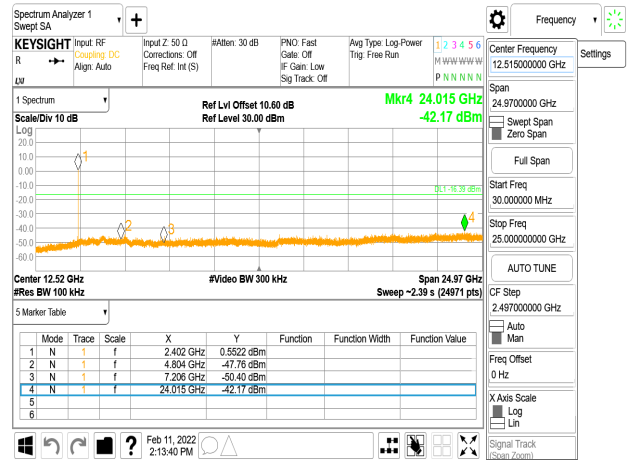 Spectrum Analyzer 1
Swept SA
Frequency
KEYSIGHT
R
Input: RF
Coupling: DC
Align: Auto
Input Z: 50 Ω
Corrections: Off
Freq Ref: Int (S)
#Atten: 30 dB
PNO: Fast
Gate: Off
IF Gain: Low
Sig Track: Off
Avg Type: Log-Power
Trig: Free Run
1 2 3 4 5 6
M W W W W W
P N N N N N
Center Frequency
12.515000000 GHz
Settings
1 Spectrum
Scale/Div 10 dB
Ref Lvl Offset 10.60 dB
Ref Level 30.00 dBm
Mkr4 24.015 GHz
-42.17 dBm
Log
20.0
10.0
0.00
-10.0
-20.0
-30.0
-40.0
-50.0
-60.0
1
2
3
4
DL1 -16.39 dBm
Center 12.52 GHz
#Res BW 100 kHz
#Video BW 300 kHz
Span 24.97 GHz
Sweep ~2.39 s (24971 pts)
Span
24.9700000 GHz
Swept Span
Zero Span
Full Span
Start Freq
30.000000 MHz
Stop Freq
25.000000000 GHz
AUTO TUNE
CF Step
2.497000000 GHz
Auto
Man
Freq Offset
0 Hz
X Axis Scale
Log
Lin
Signal Track
(Span Zoom)
5 Marker Table
Mode Trace Scale X Y Function Function Width Function Value
1 N 1 f 2.402 GHz 0.5522 dBm
2 N 1 f 4.804 GHz -47.76 dBm
3 N 1 f 7.206 GHz -50.40 dBm
4 N 1 f 24.015 GHz -42.17 dBm
5
6
?
Feb 11, 2022
2:13:40 PM